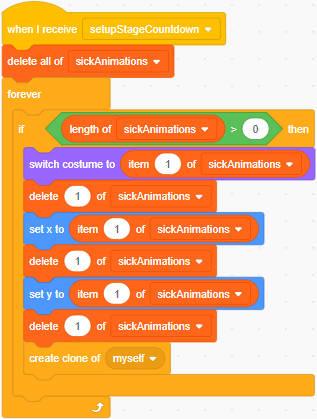 when I receive setupStageCountdown
delete all of sickAnimations
forever
if length of sickAnimations > 0 then
switch costume to item 1 of sickAnimations
delete 1 of sickAnimations
set x to item 1 of sickAnimations
delete 1 of sickAnimations
set y to item 1 of sickAnimations
delete 1 of sickAnimations
create clone of myself